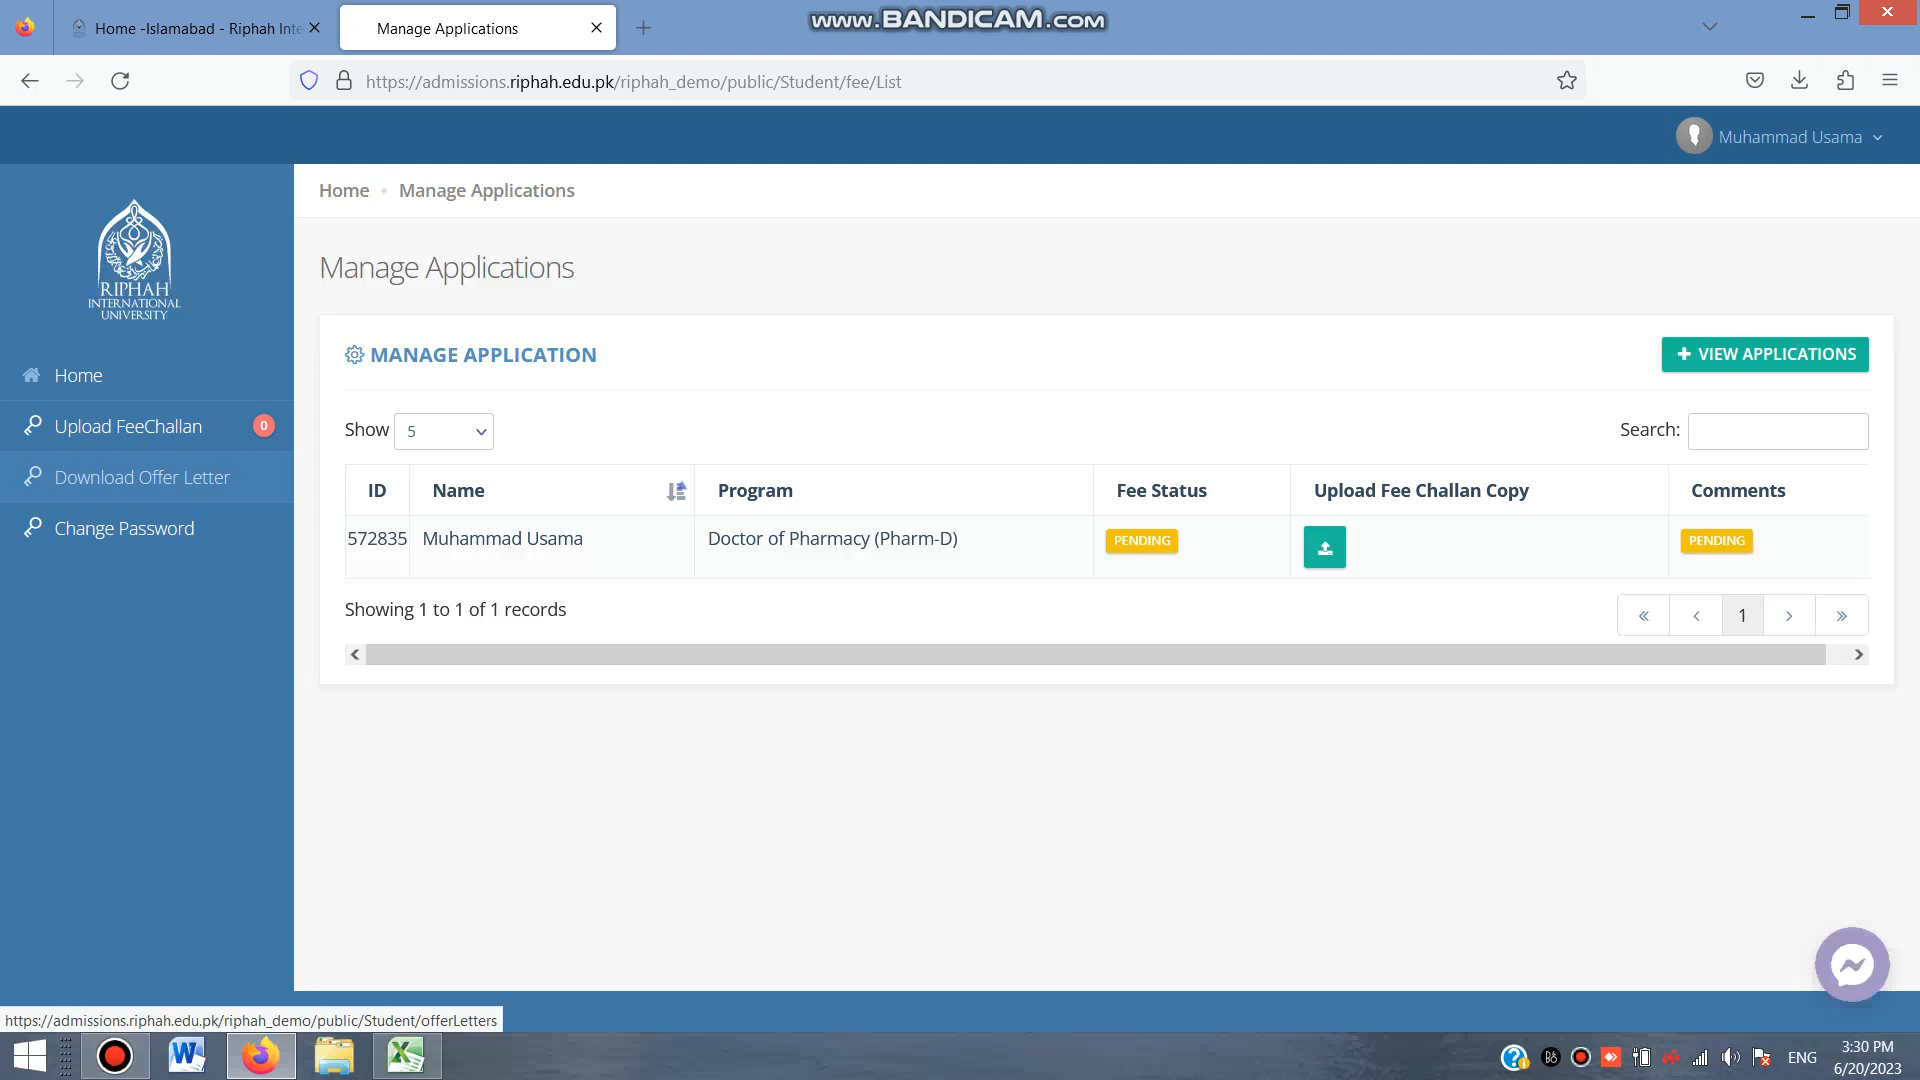 Home -Islamabad - Riphah Inte
Manage Applications
www.BANDICAM.com
https://admissions.riphah.edu.pk/riphah_demo/public/Student/fee/List
Muhammad Usama
RIPHAH
INTERNATIONAL
UNIVERSITY
Home
Upload FeeChallan
0
Download Offer Letter
Change Password
Home • Manage Applications
Manage Applications
MANAGE APPLICATION
+ VIEW APPLICATIONS
Show 5
Search:
ID Name Program Fee Status Upload Fee Challan Copy Comments
572835 Muhammad Usama Doctor of Pharmacy (Pharm-D) PENDING PENDING
Showing 1 to 1 of 1 records
« ‹ 1 › »
https://admissions.riphah.edu.pk/riphah_demo/public/Student/offerLetters
ENG
3:30 PM
6/20/2023